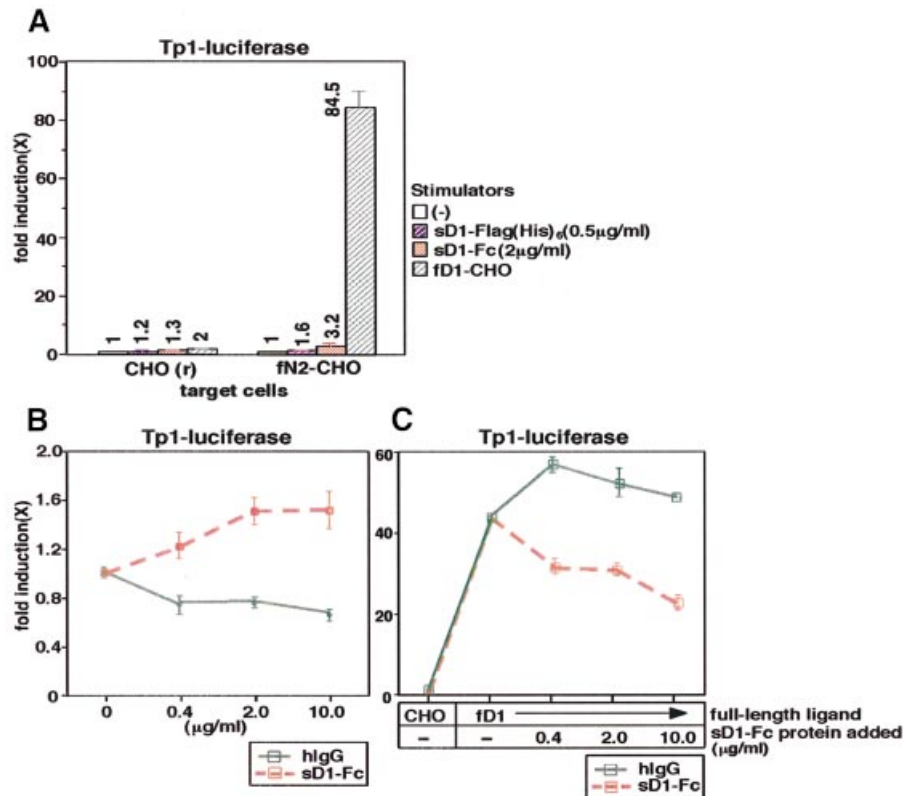 A
Tp1-luciferase
fold induction(X)
100
80
60
40
20
0
1
1.2
1.3
2
1
1.6
3.2
84.5
CHO (r)
fN2-CHO
target cells
Stimulators
(-)
sD1-Flag(His)6(0.5μg/ml)
sD1-Fc(2μg/ml)
fD1-CHO
B
Tp1-luciferase
fold induction(X)
2.0
1.6
1.2
0.8
0.4
0
0
0.4
2.0
10.0
(μg/ml)
hIgG
sD1-Fc
C
Tp1-luciferase
60
40
20
0
CHO
fD1
full-length ligand
–
–
0.4
2.0
10.0
sD1-Fc protein added
(μg/ml)
hIgG
sD1-Fc